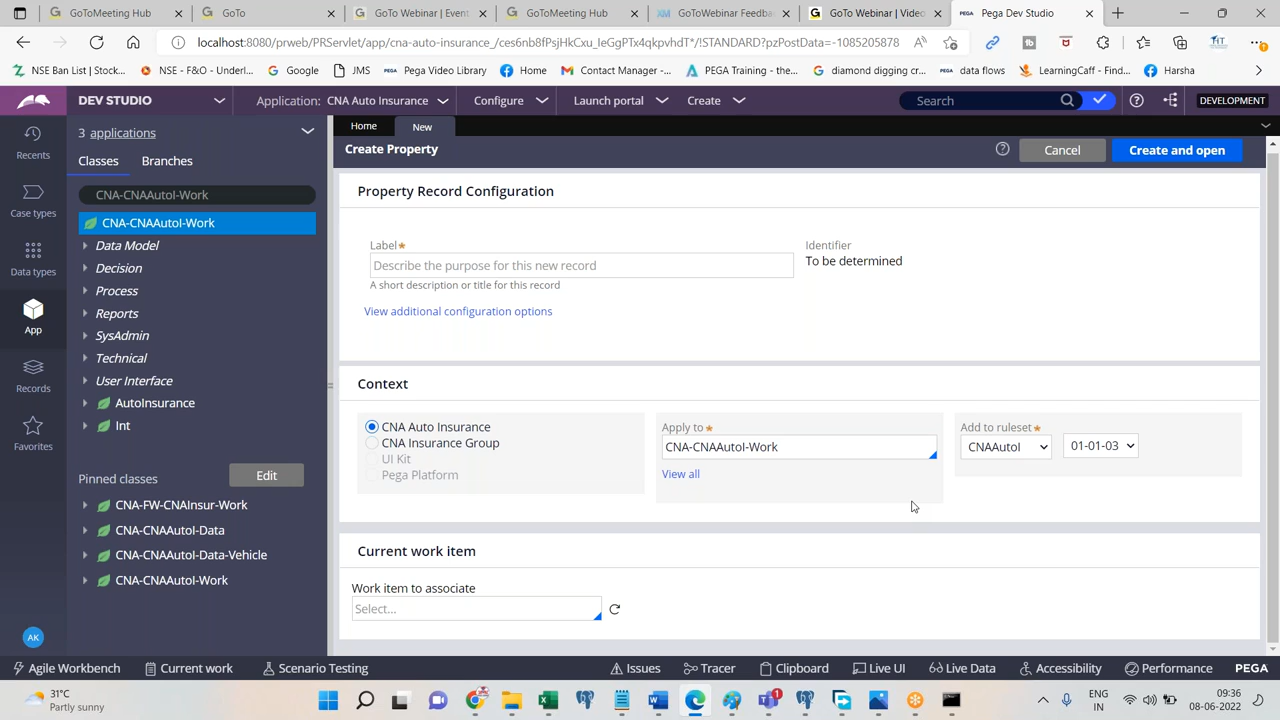 CNA-GoToMeeting Hub
GoTo
GoTo Webinar | Event
GoToMeeting Hub
GoToWebinar Feedba
GoTo Webinar | Video
Pega Dev Studio
localhost:8080/prweb/PRServlet/app/cna-auto-insurance_/ces6nb8fPsjHkCxu_IeGgPTx4qkpvhdT*/!STANDARD?pzPostData=-1085205878
NSE Ban List | Stock...
NSE - F&O - Underl...
Google
JMS
Pega Video Library
Home
Contact Manager -...
PEGA Training - the...
diamond digging cr...
data flows
LearningCaff - Find...
Harsha
DEV STUDIO
Application: CNA Auto Insurance
Configure
Launch portal
Create
Search
DEVELOPMENT
Recents
Case types
Data types
App
Records
Favorites
AK
3 applications
Classes
Branches
CNA-CNAAutoI-Work
CNA-CNAAutoI-Work
Data Model
Decision
Process
Reports
SysAdmin
Technical
User Interface
AutoInsurance
Int
Pinned classes
Edit
CNA-FW-CNAInsur-Work
CNA-CNAAutoI-Data
CNA-CNAAutoI-Data-Vehicle
CNA-CNAAutoI-Work
Home
New
Create Property
Cancel
Create and open
Property Record Configuration
Label★
Describe the purpose for this new record
A short description or title for this record
Identifier
To be determined
View additional configuration options
Context
CNA Auto Insurance
CNA Insurance Group
UI Kit
Pega Platform
Apply to★
CNA-CNAAutoI-Work
View all
Add to ruleset★
CNAAutoI
01-01-03
Current work item
Work item to associate
Select...
Agile Workbench
Current work
Scenario Testing
Issues
Tracer
Clipboard
Live UI
Live Data
Accessibility
Performance
PEGA
31°C
Partly sunny
1
ENG
IN
09:36
08-06-2022